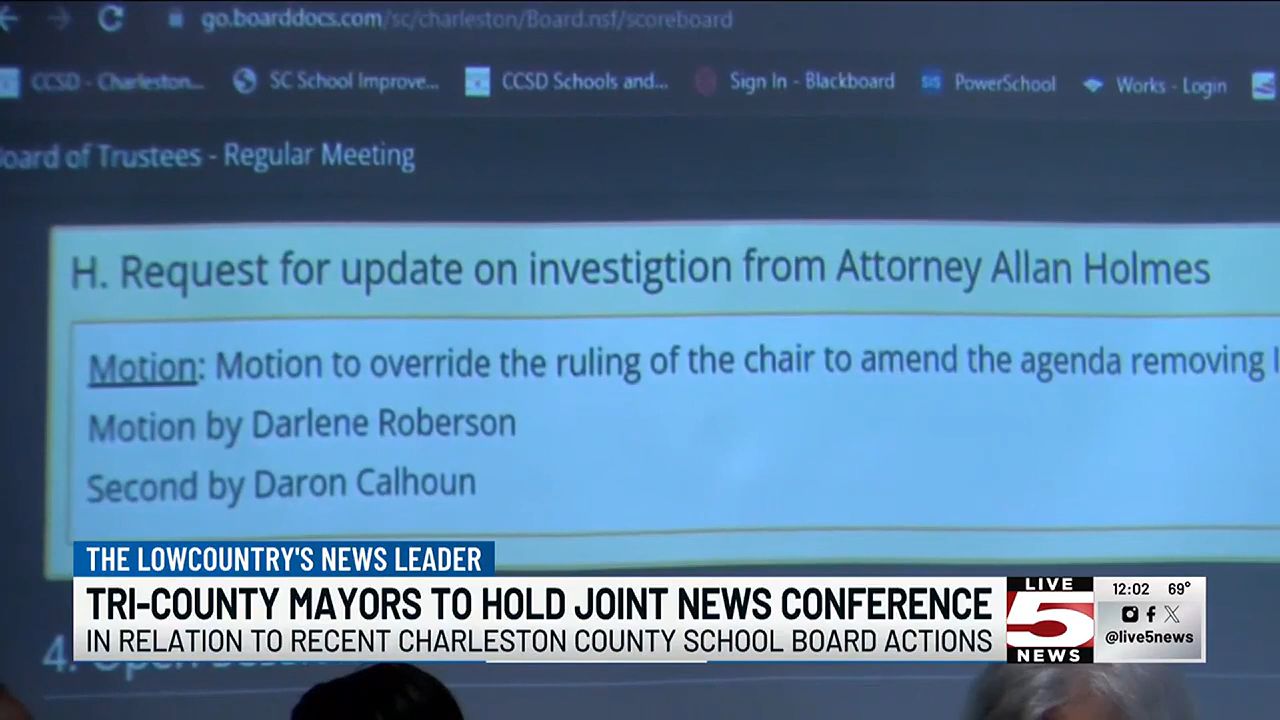 go.boarddocs.com/sc/charleston/Board.nsf/scoreboard
CCSD - Charleston... SC School Improve... CCSD Schools and... Sign In - Blackboard SIS PowerSchool Works - Login
oard of Trustees - Regular Meeting
H. Request for update on investigtion from Attorney Allan Holmes
Motion: Motion to override the ruling of the chair to amend the agenda removing
Motion by Darlene Roberson
Second by Daron Calhoun
THE LOWCOUNTRY'S NEWS LEADER
TRI-COUNTY MAYORS TO HOLD JOINT NEWS CONFERENCE
IN RELATION TO RECENT CHARLESTON COUNTY SCHOOL BOARD ACTIONS
LIVE
5
NEWS
12:02 69°
@live5news
4. Open